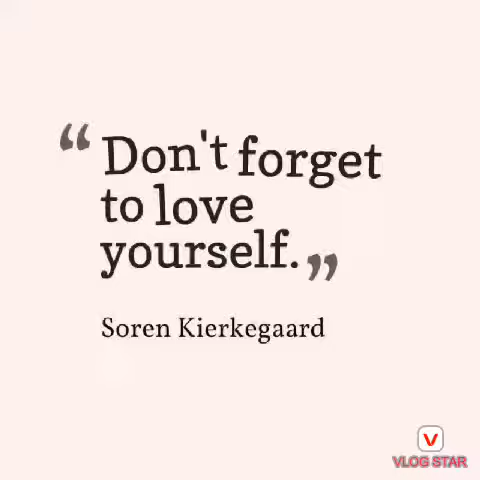 “Don't forget
to love
yourself.”
Soren Kierkegaard
V
VLOG STAR